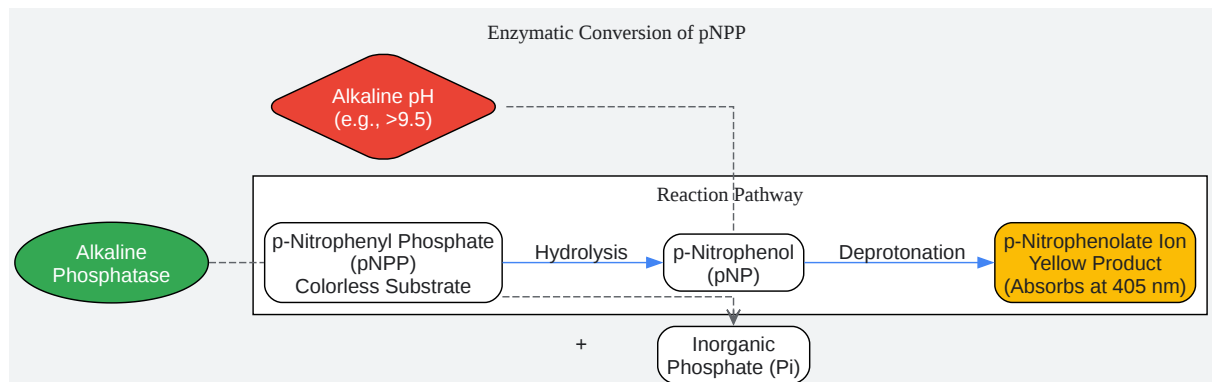 Enzymatic Conversion of pNPP
Alkaline pH
(e.g., >9.5)
Reaction Pathway
Alkaline
Phosphatase
p-Nitrophenyl Phosphate
(pNPP)
Colorless Substrate
Hydrolysis
p-Nitrophenol
(pNP)
Deprotonation
p-Nitrophenolate Ion
Yellow Product
(Absorbs at 405 nm)
+
Inorganic
Phosphate (Pi)